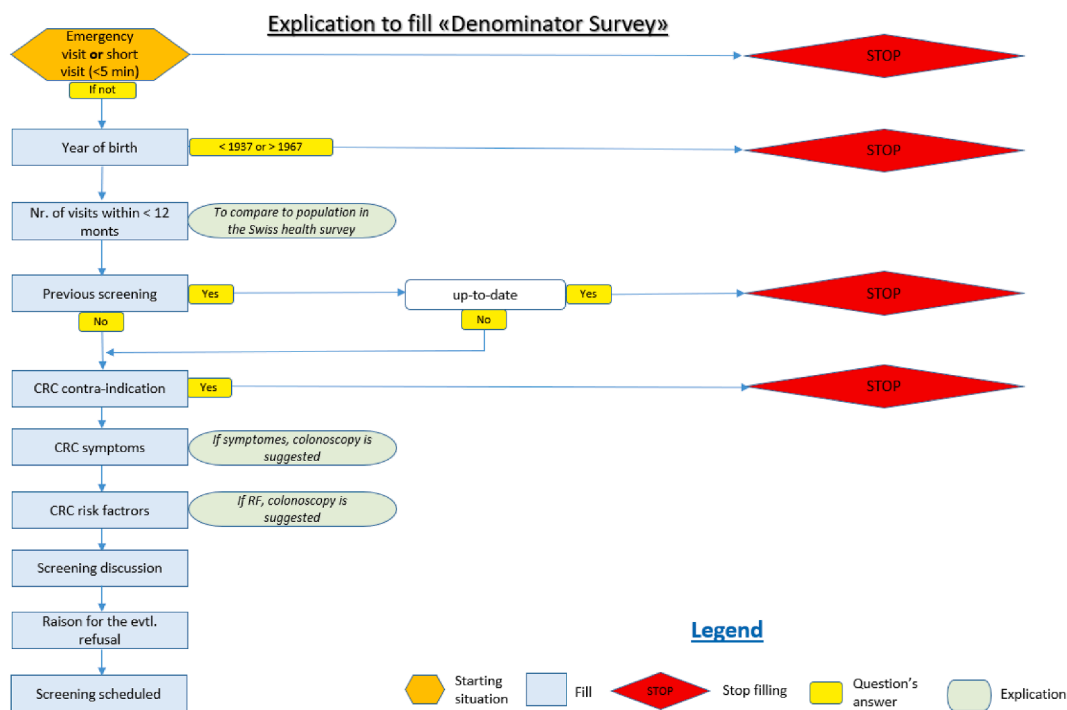 Explication to fill «Denominator Survey»
Emergency
visit or short
visit (<5 min)
STOP
If not
Year of birth
< 1937 or > 1967
STOP
Nr. of visits within < 12
monts
To compare to population in
the Swiss health survey
Previous screening
Yes
up-to-date
Yes
STOP
No
No
CRC contra-indication
Yes
STOP
CRC symptoms
If symptomes, colonoscopy is
suggested
CRC risk factrors
If RF, colonoscopy is
suggested
Screening discussion
Raison for the evtl.
refusal
Screening scheduled
Legend
Starting
situation
Fill
STOP
Stop filling
Question's
answer
Explication